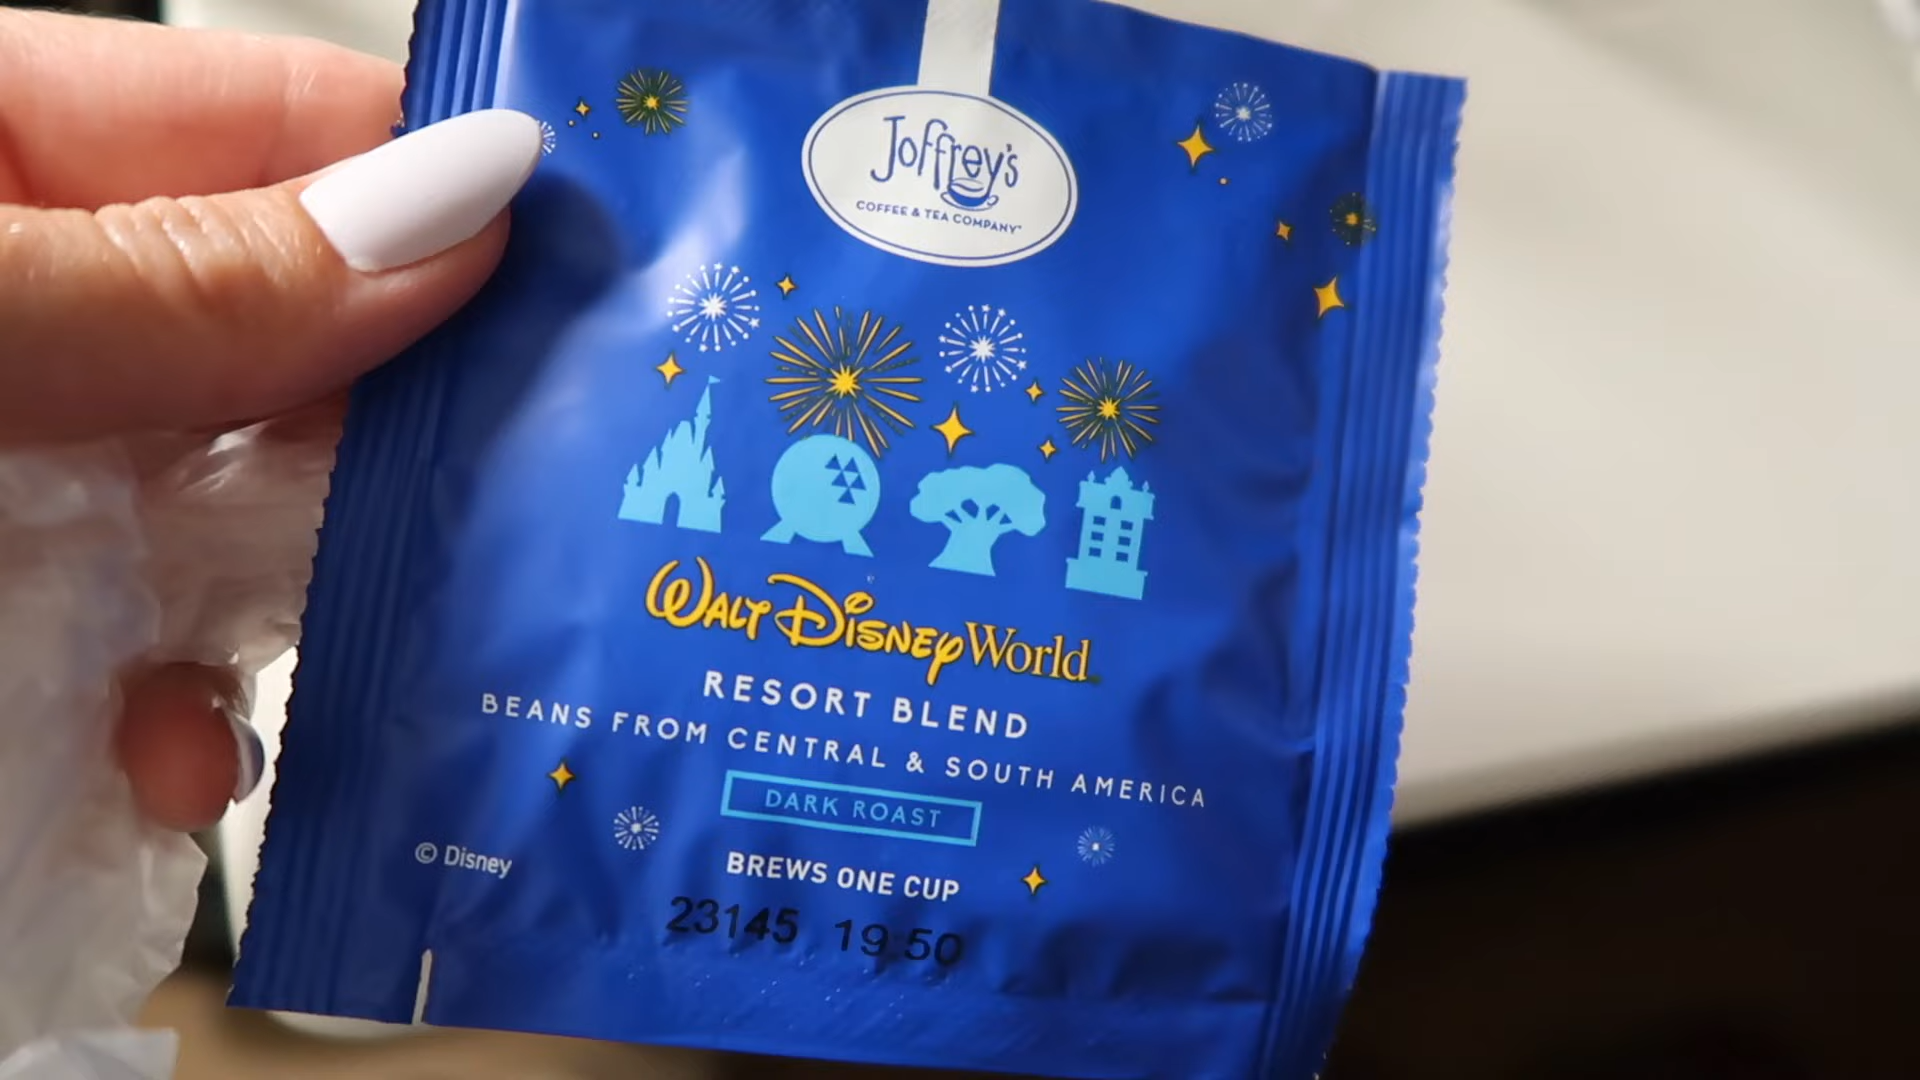 Joffrey's
COFFEE & TEA COMPANY
WALT DISNEY World
RESORT BLEND
BEANS FROM CENTRAL & SOUTH AMERICA
DARK ROAST
© Disney
BREWS ONE CUP
23145 19:50